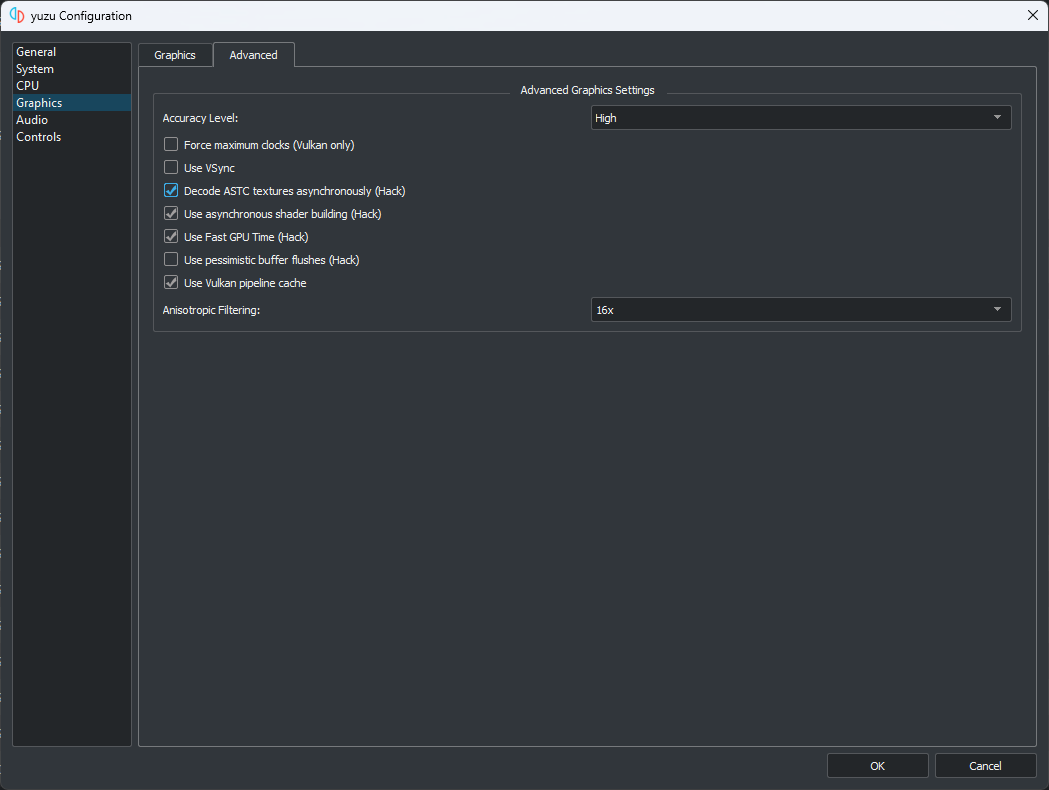 yuzu Configuration
General
System
CPU
Graphics
Audio
Controls
Graphics
Advanced
Advanced Graphics Settings
Accuracy Level:
High
Force maximum clocks (Vulkan only)
Use VSync
Decode ASTC textures asynchronously (Hack)
Use asynchronous shader building (Hack)
Use Fast GPU Time (Hack)
Use pessimistic buffer flushes (Hack)
Use Vulkan pipeline cache
Anisotropic Filtering:
16x
OK
Cancel